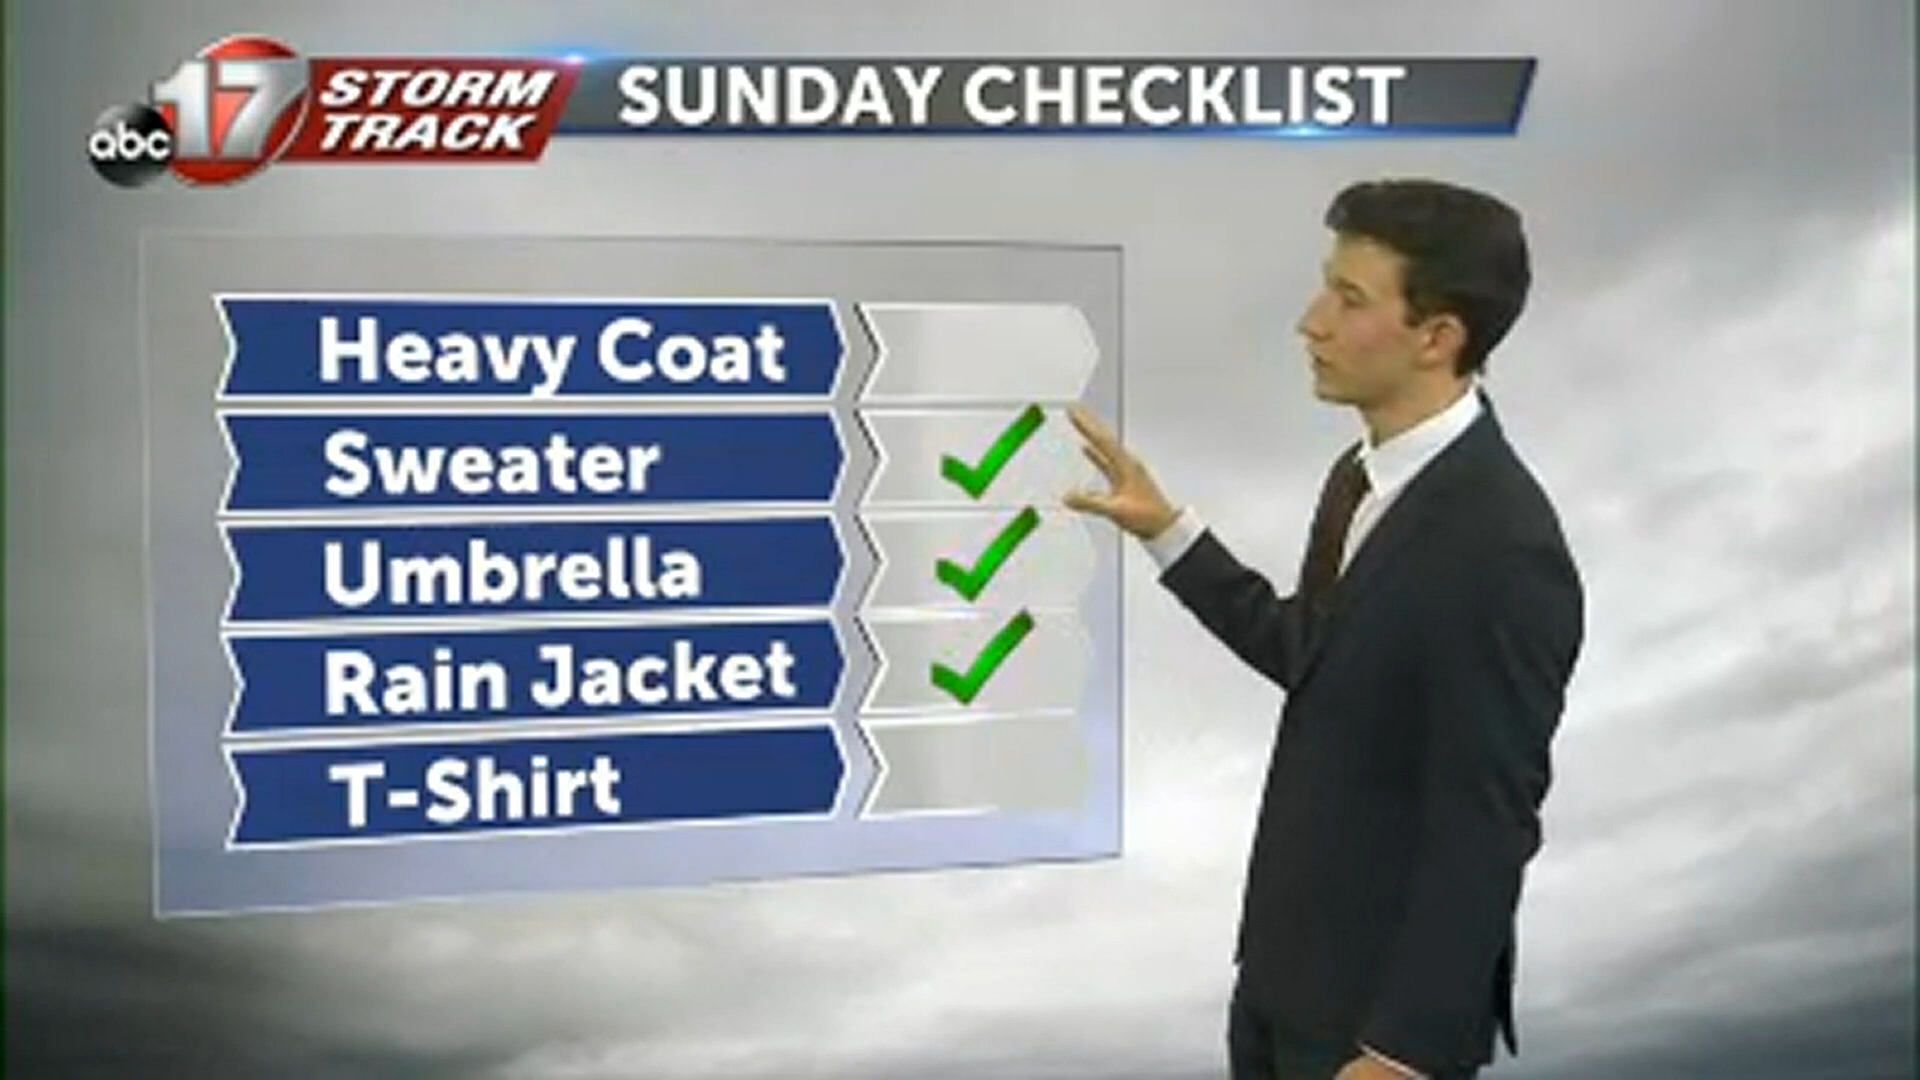 abc 17 STORM TRACK
SUNDAY CHECKLIST
Heavy Coat
Sweater
Umbrella
Rain Jacket
T-Shirt